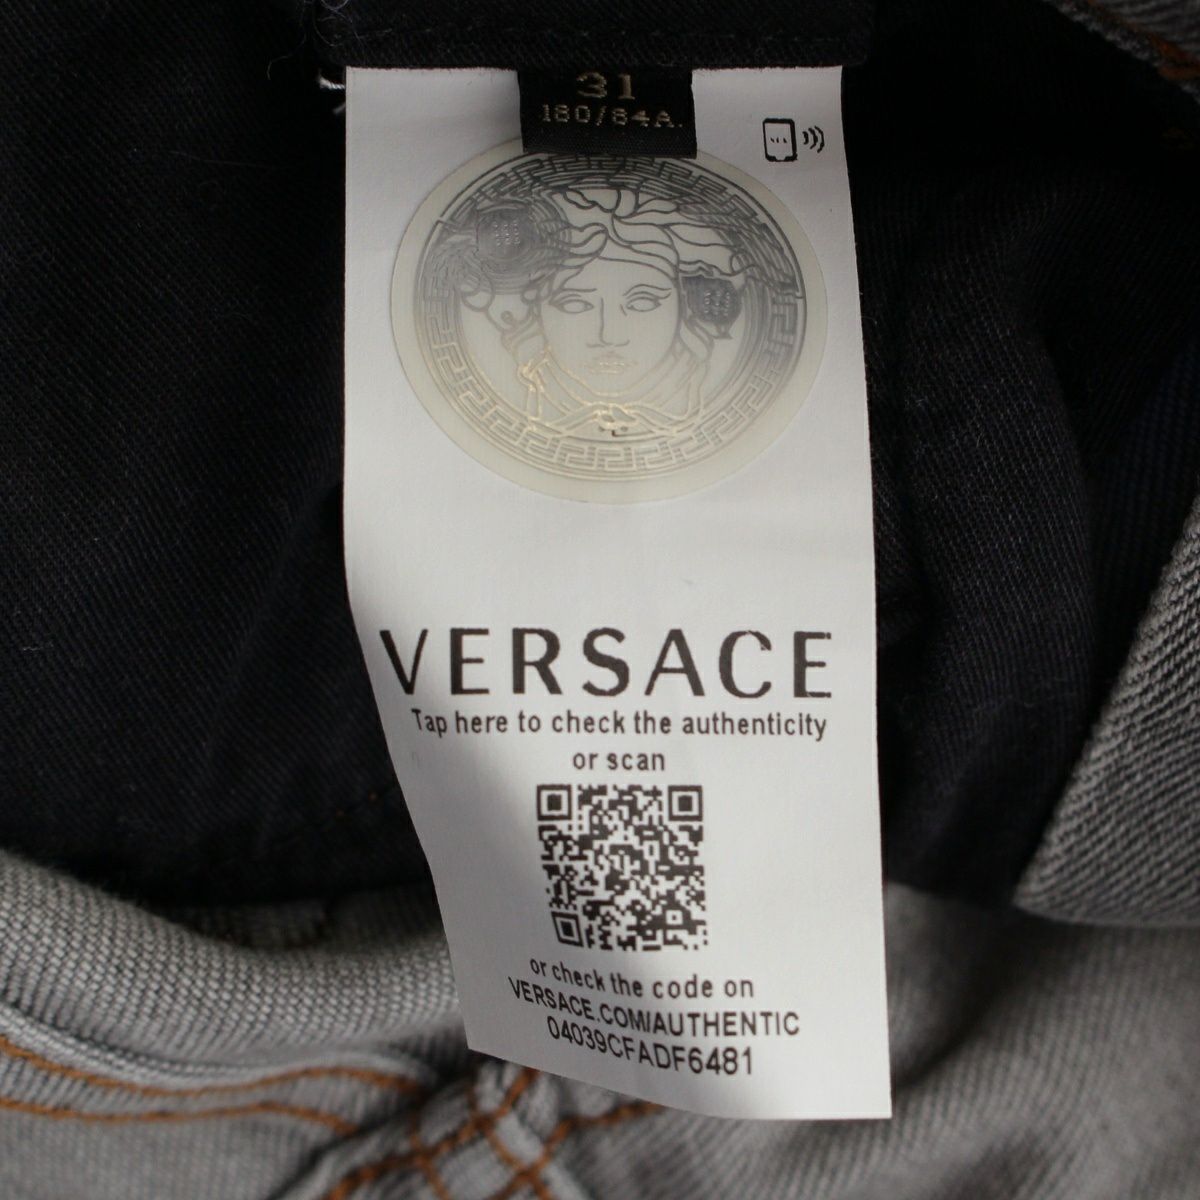 31
180/84A.
VERSACE
Tap here to check the authenticity
or scan
or check the code on
VERSACE.COM/AUTHENTIC
04039CFADF6481